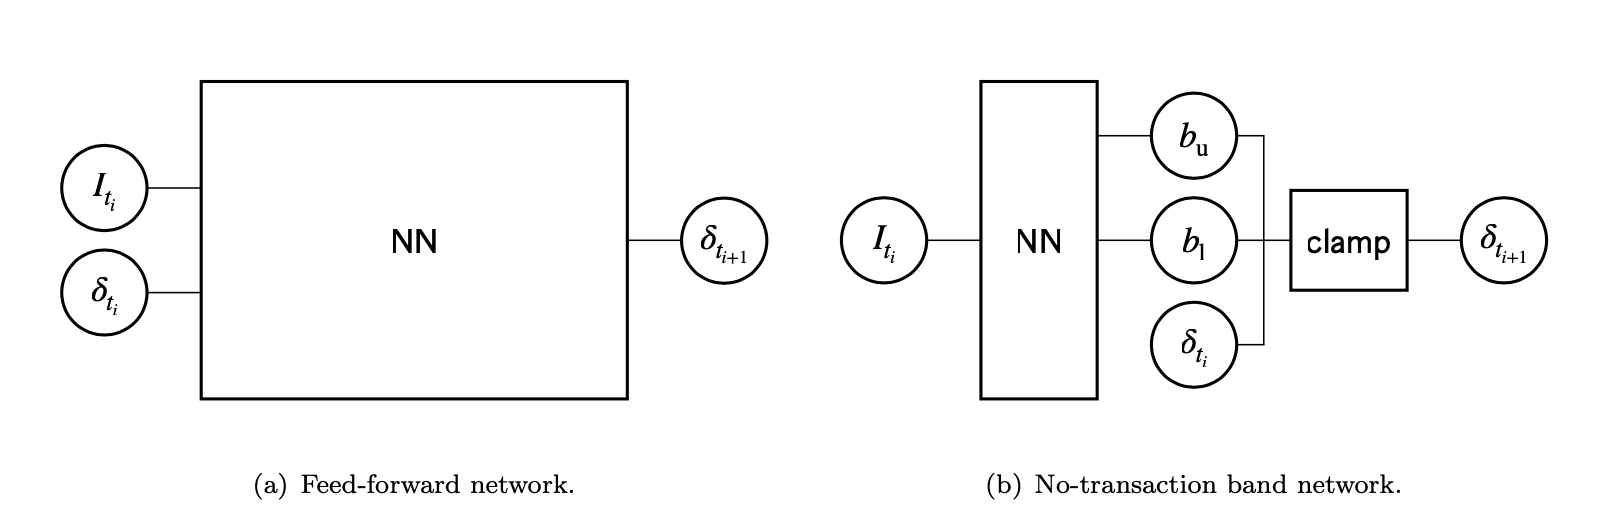 I_{t_i}
δ_{t_i}
NN
δ_{t_{i+1}}
(a) Feed-forward network.
I_{t_i}
NN
b_u
b_l
δ_{t_i}
clamp
δ_{t_{i+1}}
(b) No-transaction band network.